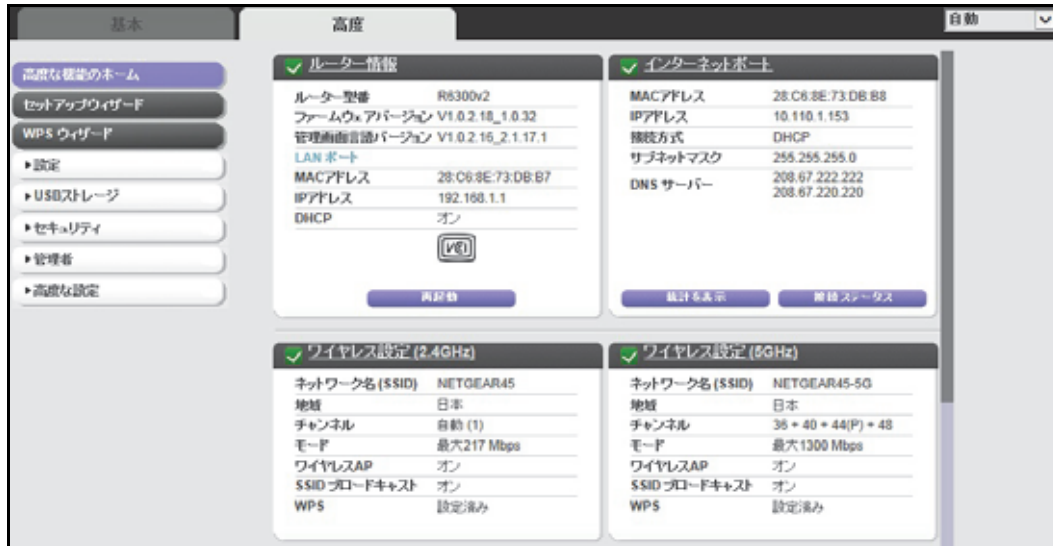 基本
高度
自動
高度な機能のホーム
セットアップウィザード
WPS ウィザード
▶設定
▶USBストレージ
▶セキュリティ
▶管理者
▶高度な設定
ルーター情報
ルーター型番 R6300v2
ファームウェアバージョン V1.0.2.18_1.0.32
管理画面言語バージョン V1.0.2.16_2.1.17.1
LAN ポート
MACアドレス 28:C6:8E:73:DB:B7
IPアドレス 192.168.1.1
DHCP オン
再起動
インターネットポート
MACアドレス 28:C6:8E:73:DB:B8
IPアドレス 10.110.1.153
接続方式 DHCP
サブネットマスク 255.255.255.0
DNS サーバー 208.67.222.222
208.67.220.220
統計を表示 接続ステータス
ワイヤレス設定 (2.4GHz)
ネットワーク名 (SSID) NETGEAR45
地域 日本
チャンネル 自動 (1)
モード 最大217 Mbps
ワイヤレスAP オン
SSID ブロードキャスト オン
WPS 設定済み
ワイヤレス設定 (5GHz)
ネットワーク名 (SSID) NETGEAR45-5G
地域 日本
チャンネル 36 + 40 + 44(P) + 48
モード 最大1300 Mbps
ワイヤレスAP オン
SSID ブロードキャスト オン
WPS 設定済み